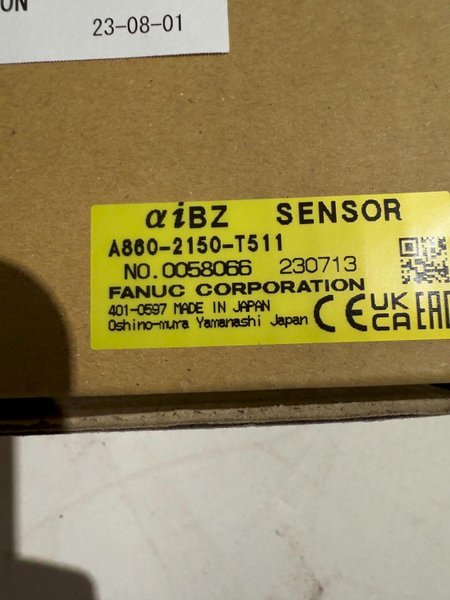 ON
23-08-01
αiBZ SENSOR
A860-2150-T511
NO.0058066 230713
FANUC CORPORATION
401-0597 MADE IN JAPAN
Oshino-mura Yamanashi Japan
CE UK CA EAC